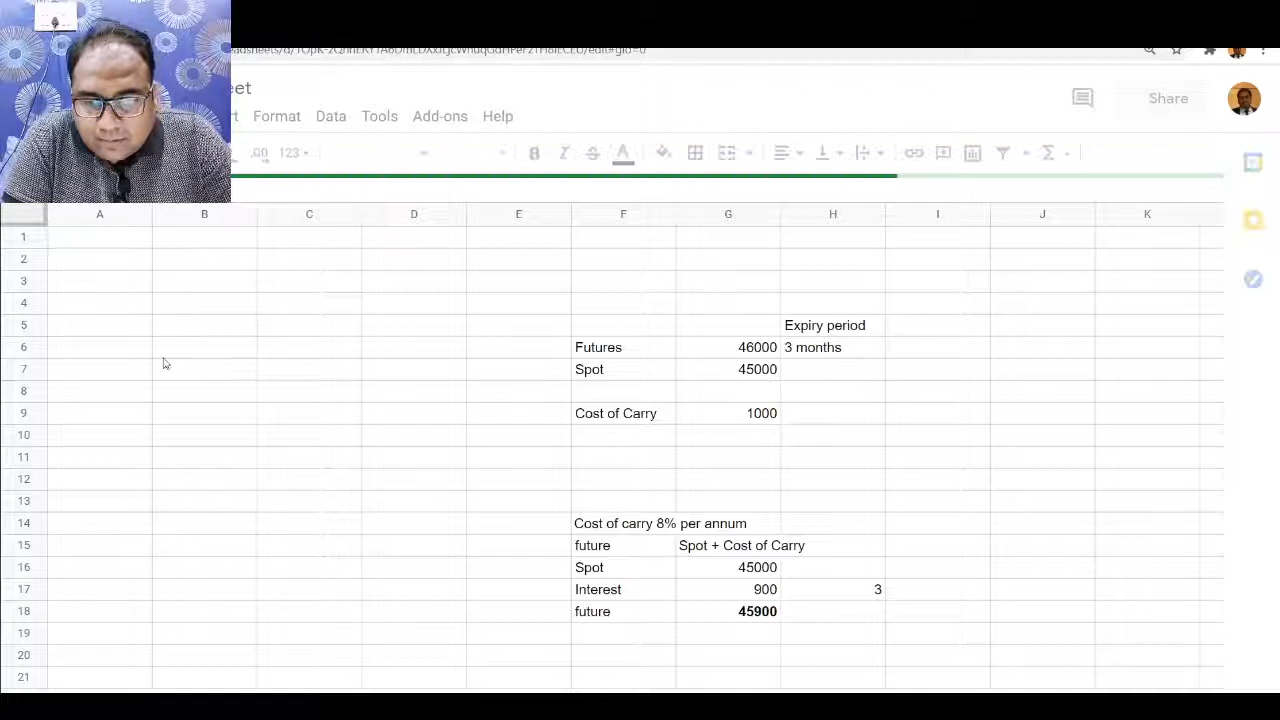 eet
Format Data Tools Add-ons Help
Share
.00 123
A B C D E F G H I J K
1
2
3
4
5 Expiry period
6 Futures 46000 3 months
7 Spot 45000
8
9 Cost of Carry 1000
10
11
12
13
14 Cost of carry 8% per annum
15 future Spot + Cost of Carry
16 Spot 45000
17 Interest 900 3
18 future 45900
19
20
21